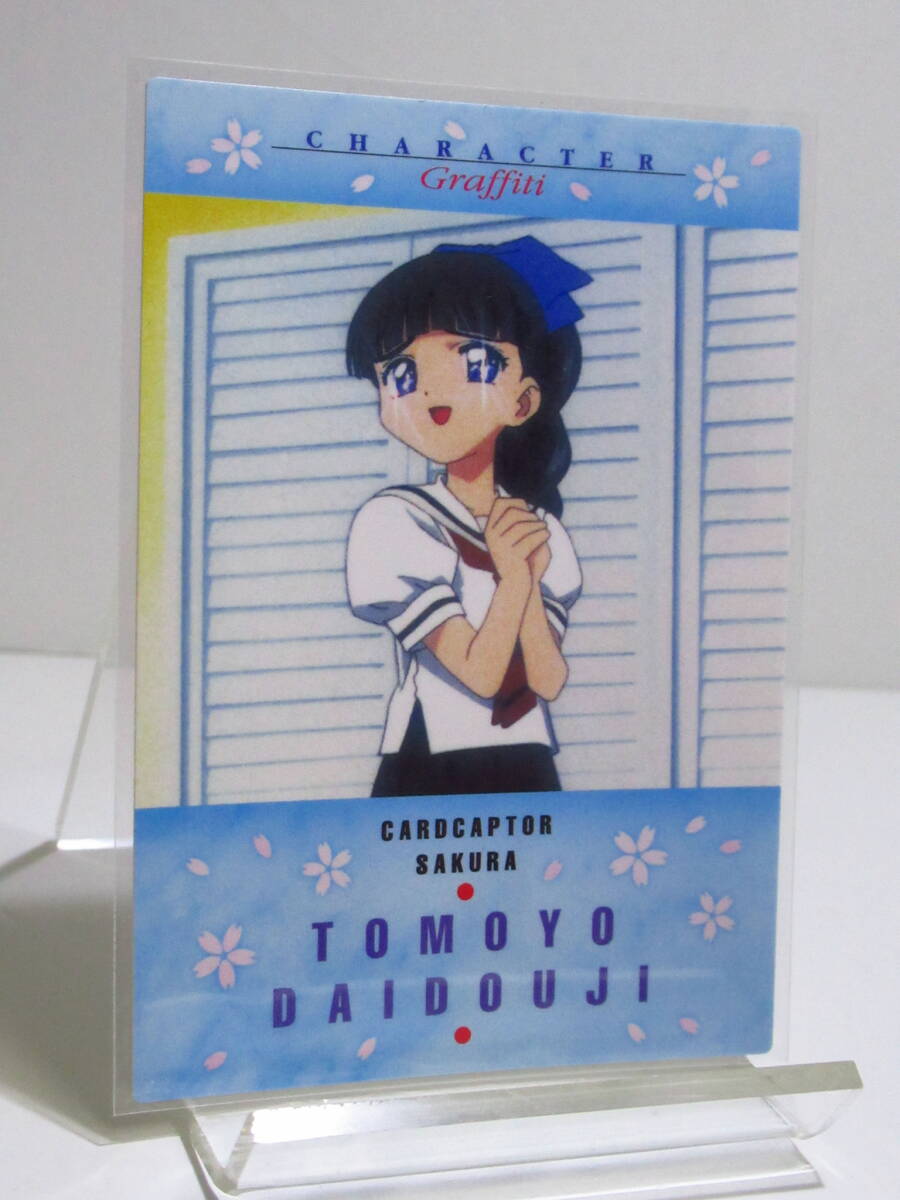 CHARACTER
Graffiti
CARDCAPTOR
SAKURA
TOMOYO
DAIDOUJI